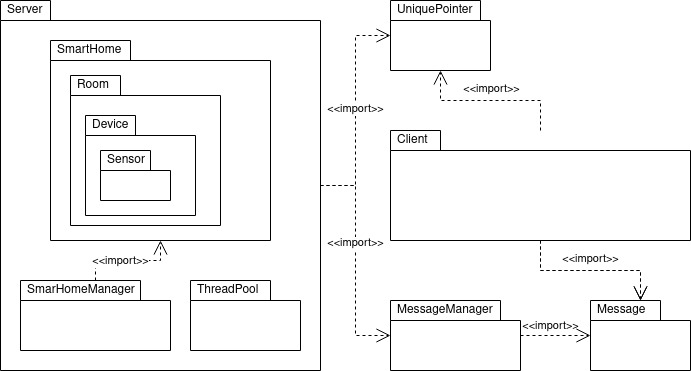 Server
UniquePointer
SmartHome
Room
<<import>>
<<import>>
Device
Client
Sensor
<<import>>
<<import>>
<<import>>
SmarHomeManager
ThreadPool
MessageManager
Message
<<import>>